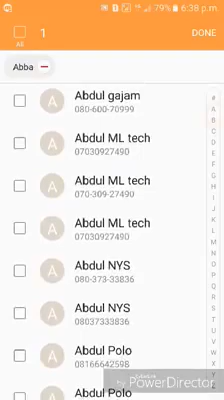 79% 6:38 p.m.
1
DONE
All
Abba
Abdul gajam
080-600-70999
Abdul ML tech
07030927490
Abdul ML tech
070-309-27490
Abdul ML tech
07030927490
Abdul NYS
080-373-33836
Abdul NYS
08037333836
Abdul Polo
08166642598
Abdul Polo
A
A
A
A
A
A
A
#
A
B
C
D
E
F
G
H
I
J
K
L
M
N
O
P
Q
R
S
T
U
V
W
X
Y
Z
PowerDirector